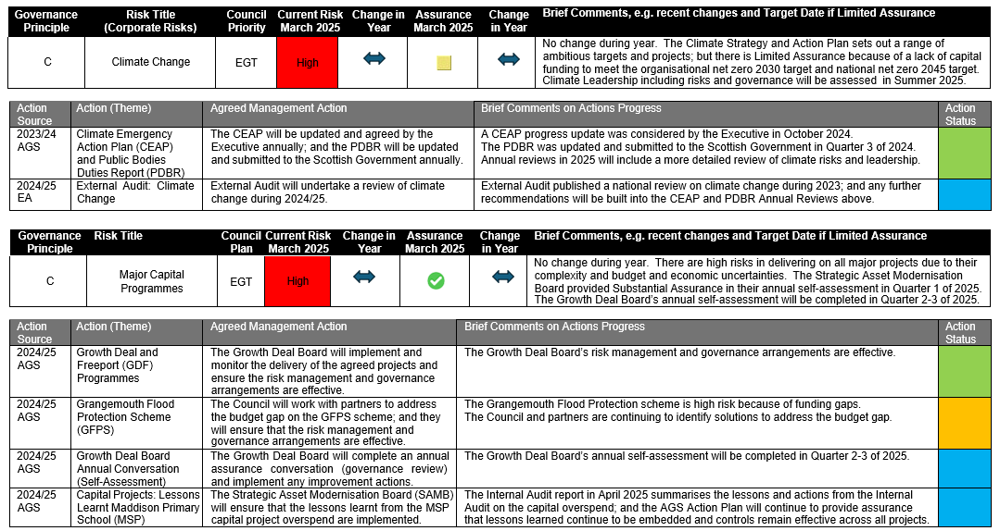 Governance Principle
Risk Title (Corporate Risks)
Council Priority
Current Risk March 2025
Change in Year
Assurance March 2025
Change in Year
Brief Comments, e.g. recent changes and Target Date if Limited Assurance
C
Climate Change
EGT
High
No change during year. The Climate Strategy and Action Plan sets out a range of
ambitious targets and projects; but there is Limited Assurance because of a lack of capital
funding to meet the organisational net zero 2030 target and national net zero 2045 target.
Climate Leadership including risks and governance will be assessed in Summer 2025.
Action Source
Action (Theme)
Agreed Management Action
Brief Comments on Actions Progress
Action Status
2023/24
AGS
Climate Emergency
Action Plan (CEAP)
and Public Bodies
Duties Report (PDBR)
The CEAP will be updated and agreed by the
Executive annually; and the PDBR will be updated
and submitted to the Scottish Government annually.
A CEAP progress update was considered by the Executive in October 2024.
The PDBR was updated and submitted to the Scottish Government in Quarter 3 of 2024.
Annual reviews in 2025 will include a more detailed review of climate risks and leadership.
2024/25
EA
External Audit: Climate
Change
External Audit will undertake a review of climate
change during 2024/25.
External Audit published a national review on climate change during 2023; and any further
recommendations will be built into the CEAP and PDBR Annual Reviews above.
Governance Principle
Risk Title
Council Plan
Current Risk March 2025
Change in Year
Assurance March 2025
Change in Year
Brief Comments, e.g. recent changes and Target Date if Limited Assurance
C
Major Capital
Programmes
EGT
High
No change during year. There are high risks in delivering on all major projects due to their
complexity and budget and economic uncertainties. The Strategic Asset Modernisation
Board provided Substantial Assurance in their annual self-assessment in Quarter 1 of 2025.
The Growth Deal Board's annual self-assessment will be completed in Quarter 2-3 of 2025.
Action Source
Action (Theme)
Agreed Management Action
Brief Comments on Actions Progress
Action Status
2024/25
AGS
Growth Deal and
Freeport (GDF)
Programmes
The Growth Deal Board will implement and
monitor the delivery of the agreed projects and
ensure the risk management and governance
arrangements are effective.
The Growth Deal Board's risk management and governance arrangements are effective.
2024/25
AGS
Grangemouth Flood
Protection Scheme
(GFPS)
The Council will work with partners to address
the budget gap on the GFPS scheme; and they
will ensure that the risk management and
governance arrangements are effective.
The Grangemouth Flood Protection scheme is high risk because of funding gaps.
The Council and partners are continuing to identify solutions to address the budget gap.
2024/25
AGS
Growth Deal Board
Annual Conversation
(Self-Assessment)
The Growth Deal Board will complete an annual
assurance conversation (governance review)
and implement any improvement actions.
The Growth Deal Board's annual self-assessment will be completed in Quarter 2-3 of 2025.
2024/25
AGS
Capital Projects: Lessons
Learnt Maddison Primary
School (MSP)
The Strategic Asset Modernisation Board (SAMB)
will ensure that the lessons learnt from the MSP
capital project overspend are implemented.
The Internal Audit report in April 2025 summarises the lessons and actions from the Internal
Audit on the capital overspend; and the AGS Action Plan will continue to provide assurance
that lessons learned continue to be embedded and controls remain effective across all projects.